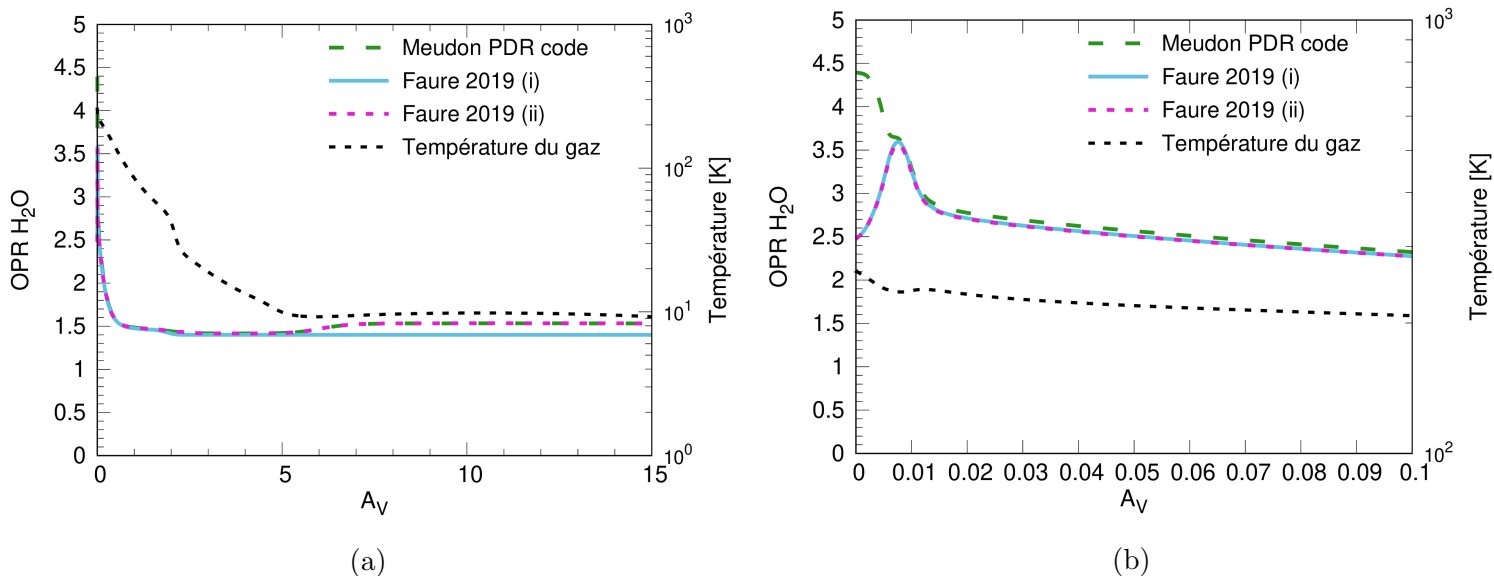 Meudon PDR code
Faure 2019 (i)
Faure 2019 (ii)
Température du gaz
OPR H2O
5
4.5
4
3.5
3
2.5
2
1.5
1
0.5
0
0 5 10 15
A_V
10^3
10^2
10^1
10^0
Température [K]
(a)
Meudon PDR code
Faure 2019 (i)
Faure 2019 (ii)
Température du gaz
OPR H2O
5
4.5
4
3.5
3
2.5
2
1.5
1
0.5
0
0 0.01 0.02 0.03 0.04 0.05 0.06 0.07 0.08 0.09 0.1
A_V
10^3
10^2
Température [K]
(b)